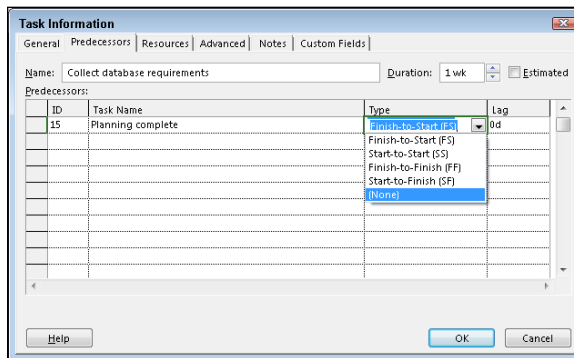 Task Information
General Predecessors Resources Advanced Notes Custom Fields
Name: Collect database requirements Duration: 1 wk Estimated
Predecessors:
ID Task Name Type Lag
15 Planning complete Finish-to-Start (FS) 0d
Finish-to-Start (FS)
Start-to-Start (SS)
Finish-to-Finish (FF)
Start-to-Finish (SF)
(None)
Help OK Cancel